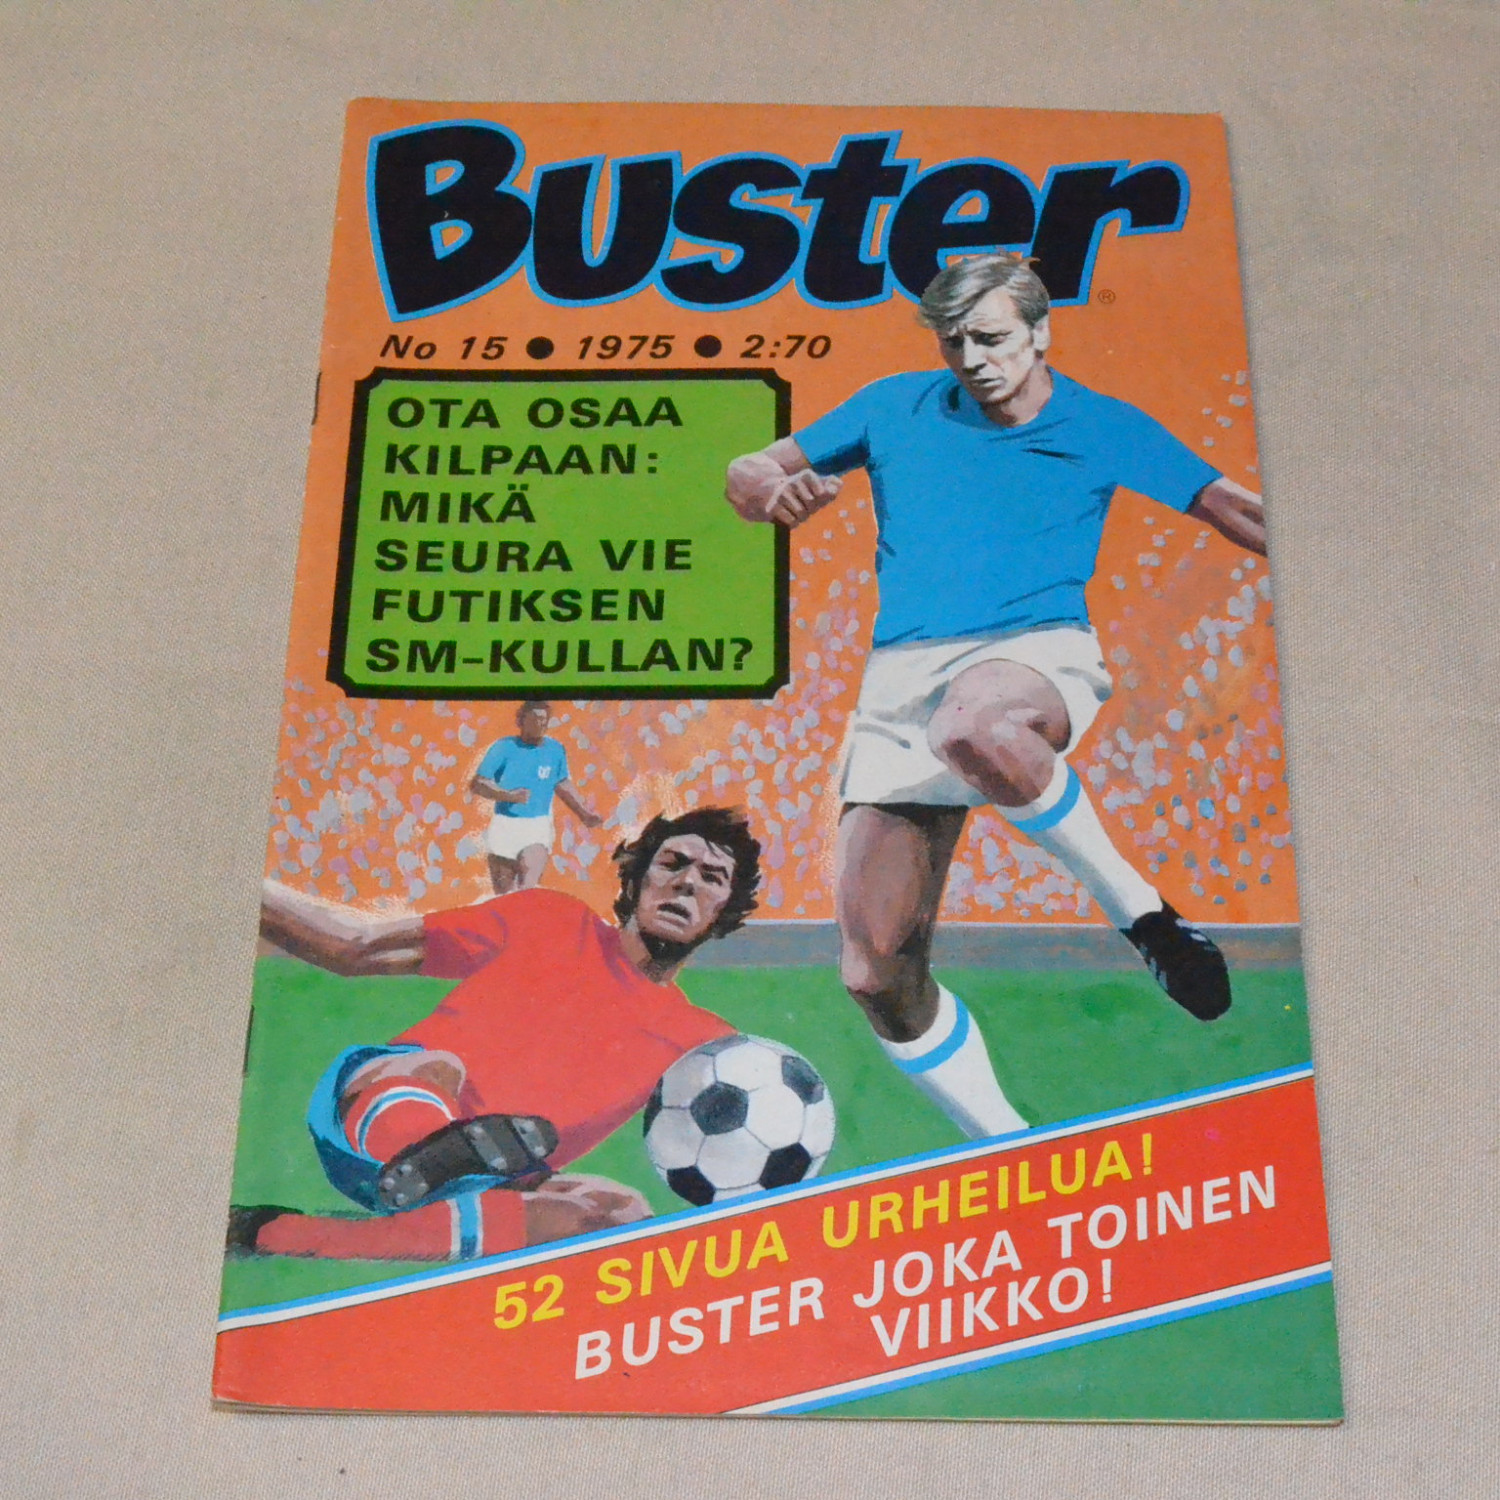 Buster
®
No 15 ● 1975 ● 2:70
OTA OSAA
KILPAAN:
MIKÄ
SEURA VIE
FUTIKSEN
SM-KULLAN?
52 SIVUA URHEILUA!
BUSTER JOKA TOINEN
VIIKKO!